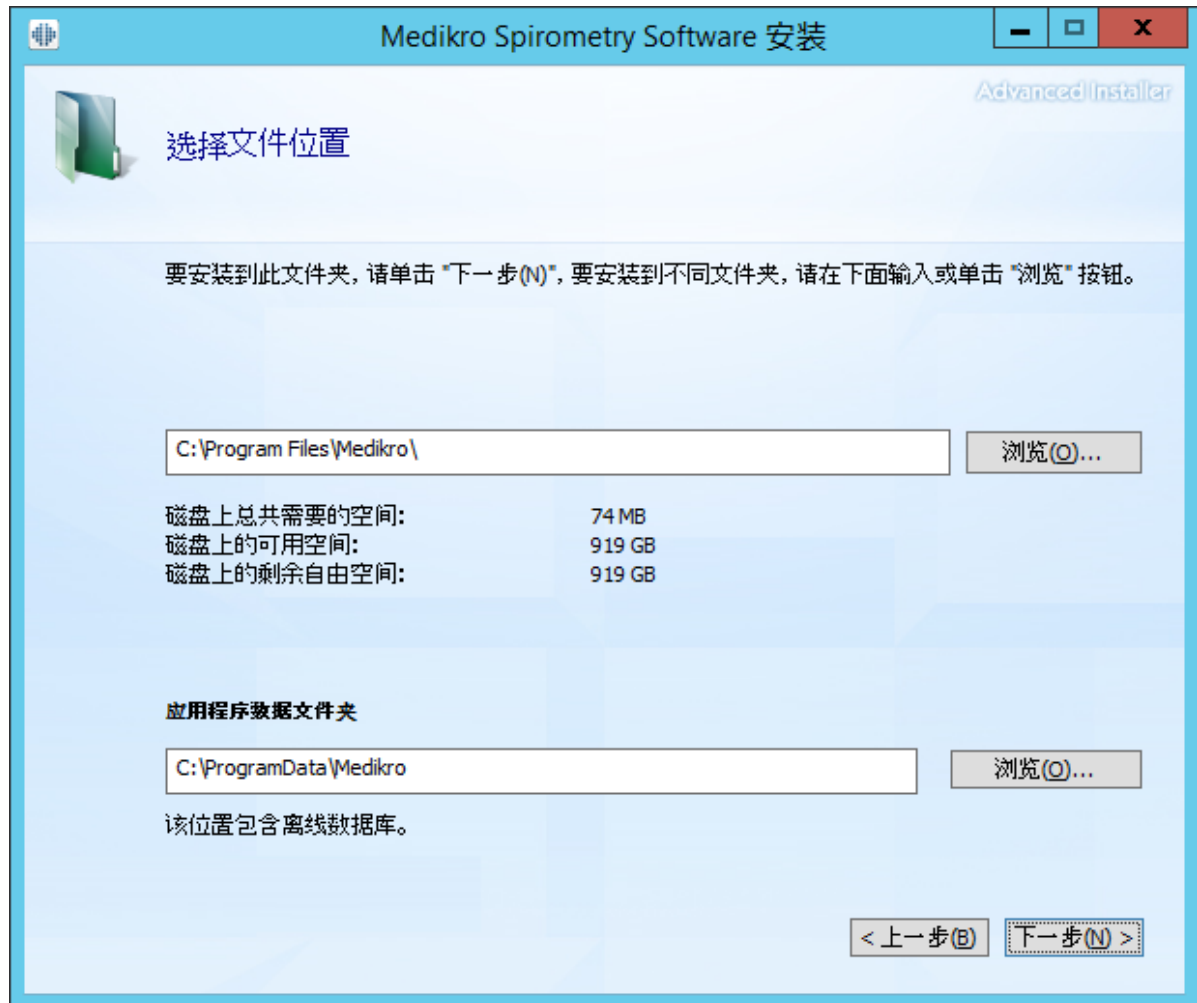 Medikro Spirometry Software 安装
Advanced Installer
选择文件位置
要安装到此文件夹, 请单击 "下一步(N)", 要安装到不同文件夹, 请在下面输入或单击 "浏览" 按钮。
C:\Program Files\Medikro\
浏览(O)...
磁盘上总共需要的空间: 74 MB
磁盘上的可用空间: 919 GB
磁盘上的剩余自由空间: 919 GB
应用程序数据文件夹
C:\ProgramData\Medikro
浏览(O)...
该位置包含离线数据库。
< 上一步(B)
下一步(N) >